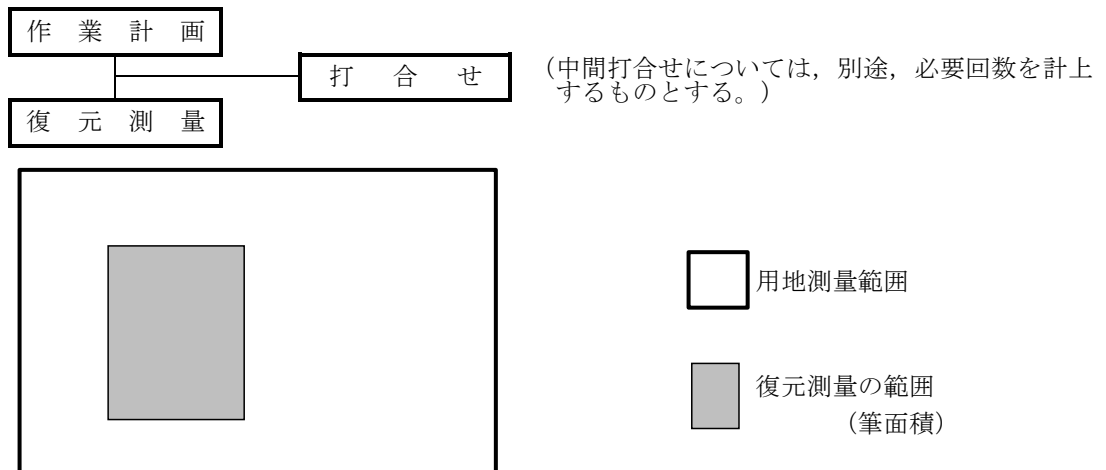 作業計画
打合せ
(中間打合せについては,別途,必要回数を計上
するものとする。)
復元測量
用地測量範囲
復元測量の範囲
(筆面積)